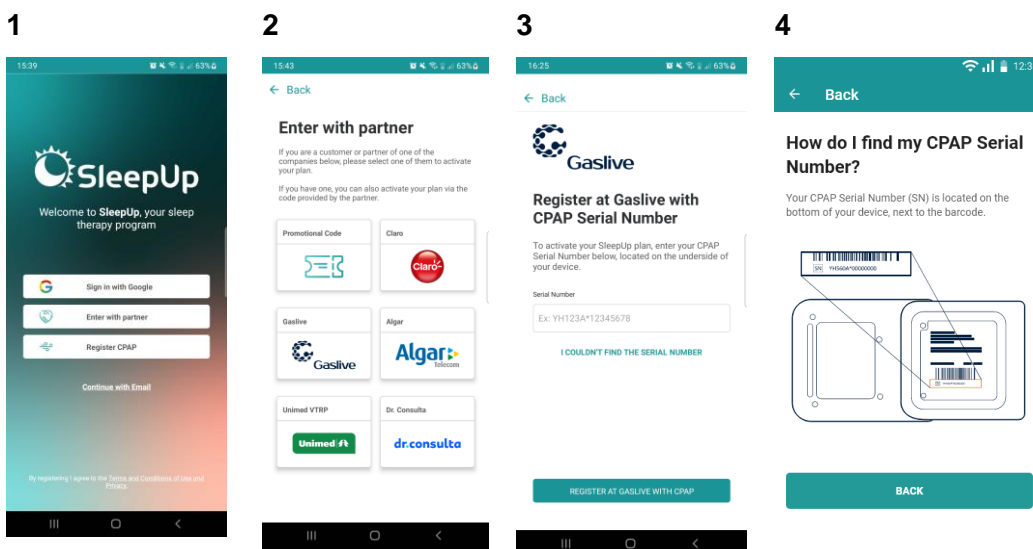 1
15:39
63%
SleepUp
Welcome to SleepUp, your sleep
therapy program
Sign in with Google
Enter with partner
Register CPAP
Continue with Email
By registering I agree to the Terms and Conditions of Use and
Privacy.
2
15:43
63%
← Back
Enter with partner
If you are a customer or partner of one of the
companies below, please select one of them to activate
your plan.
If you have one, you can also activate your plan via the
code provided by the partner.
Promotional Code
Claro
Claro
Gaslive
Algar
Gaslive
Algar
Telecom
Unimed VTRP
Dr. Consulta
Unimed
dr.consulta
3
16:25
63%
← Back
Gaslive
Register at Gaslive with
CPAP Serial Number
To activate your SleepUp plan, enter your CPAP
Serial Number below, located on the underside of
your device.
Serial Number
Ex: YH123A*12345678
I COULDN'T FIND THE SERIAL NUMBER
REGISTER AT GASLIVE WITH CPAP
4
12:3
← Back
How do I find my CPAP Serial
Number?
Your CPAP Serial Number (SN) is located on the
bottom of your device, next to the barcode.
SN YH560A*00000000
BACK